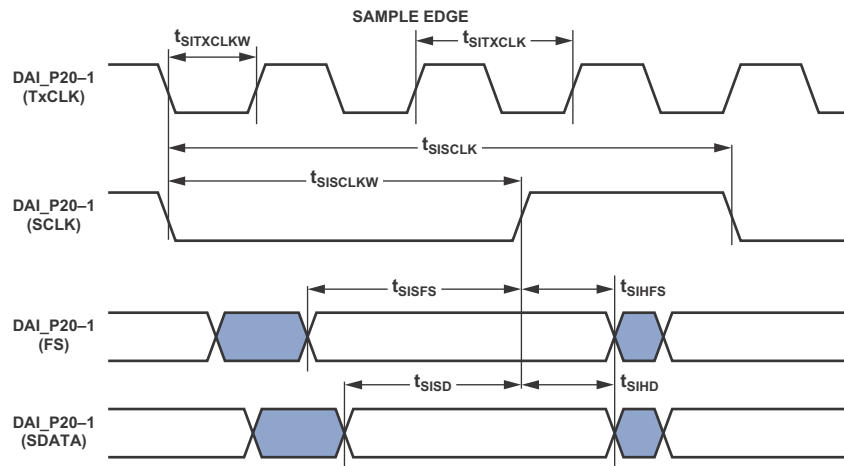 SAMPLE EDGE
tSITXCLKW
tSITXCLK
DAI_P20–1
(TxCLK)
tSISCLK
tSISCLKW
DAI_P20–1
(SCLK)
tSISFS
tSIHFS
DAI_P20–1
(FS)
tSISD
tSIHD
DAI_P20–1
(SDATA)